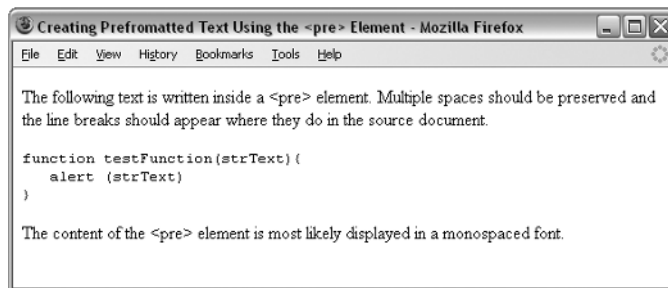 Creating Prefromatted Text Using the <pre> Element - Mozilla Firefox
File Edit View History Bookmarks Tools Help
The following text is written inside a <pre> element. Multiple spaces should be preserved and
the line breaks should appear where they do in the source document.
function testFunction(strText){
   alert (strText)
}
The content of the <pre> element is most likely displayed in a monospaced font.